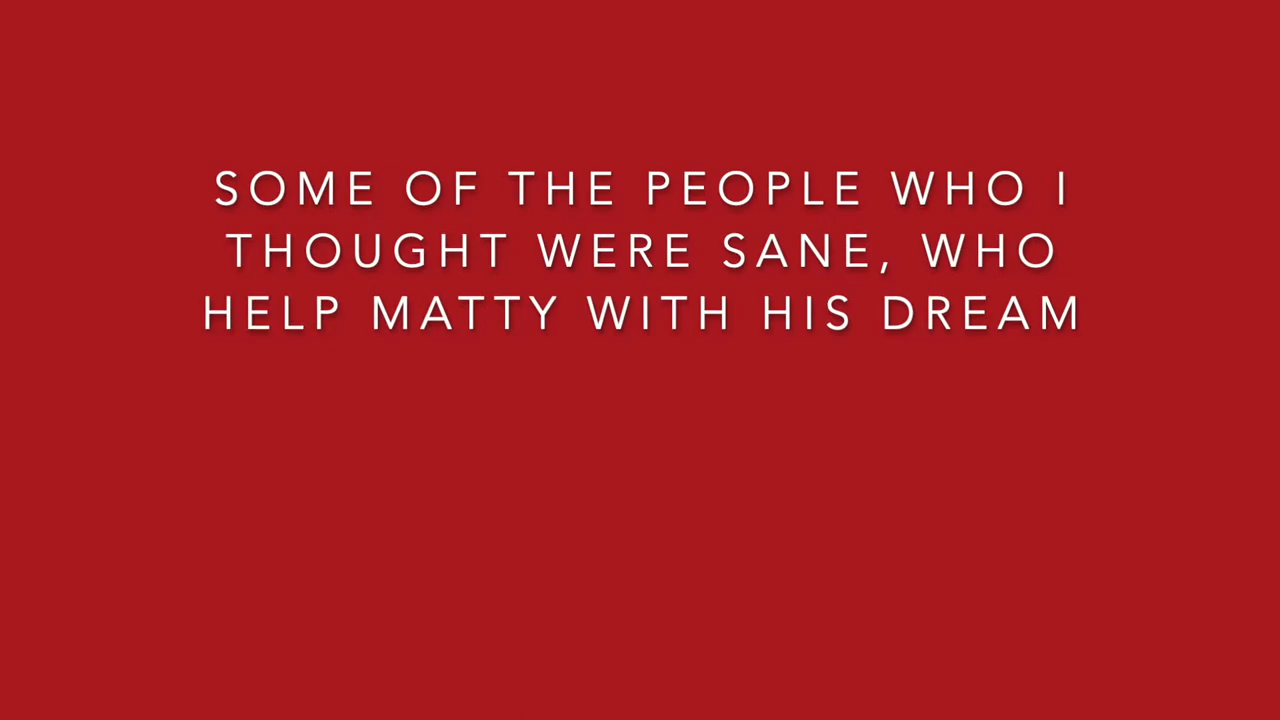 SOME OF THE PEOPLE WHO I
THOUGHT WERE SANE, WHO
HELP MATTY WITH HIS DREAM